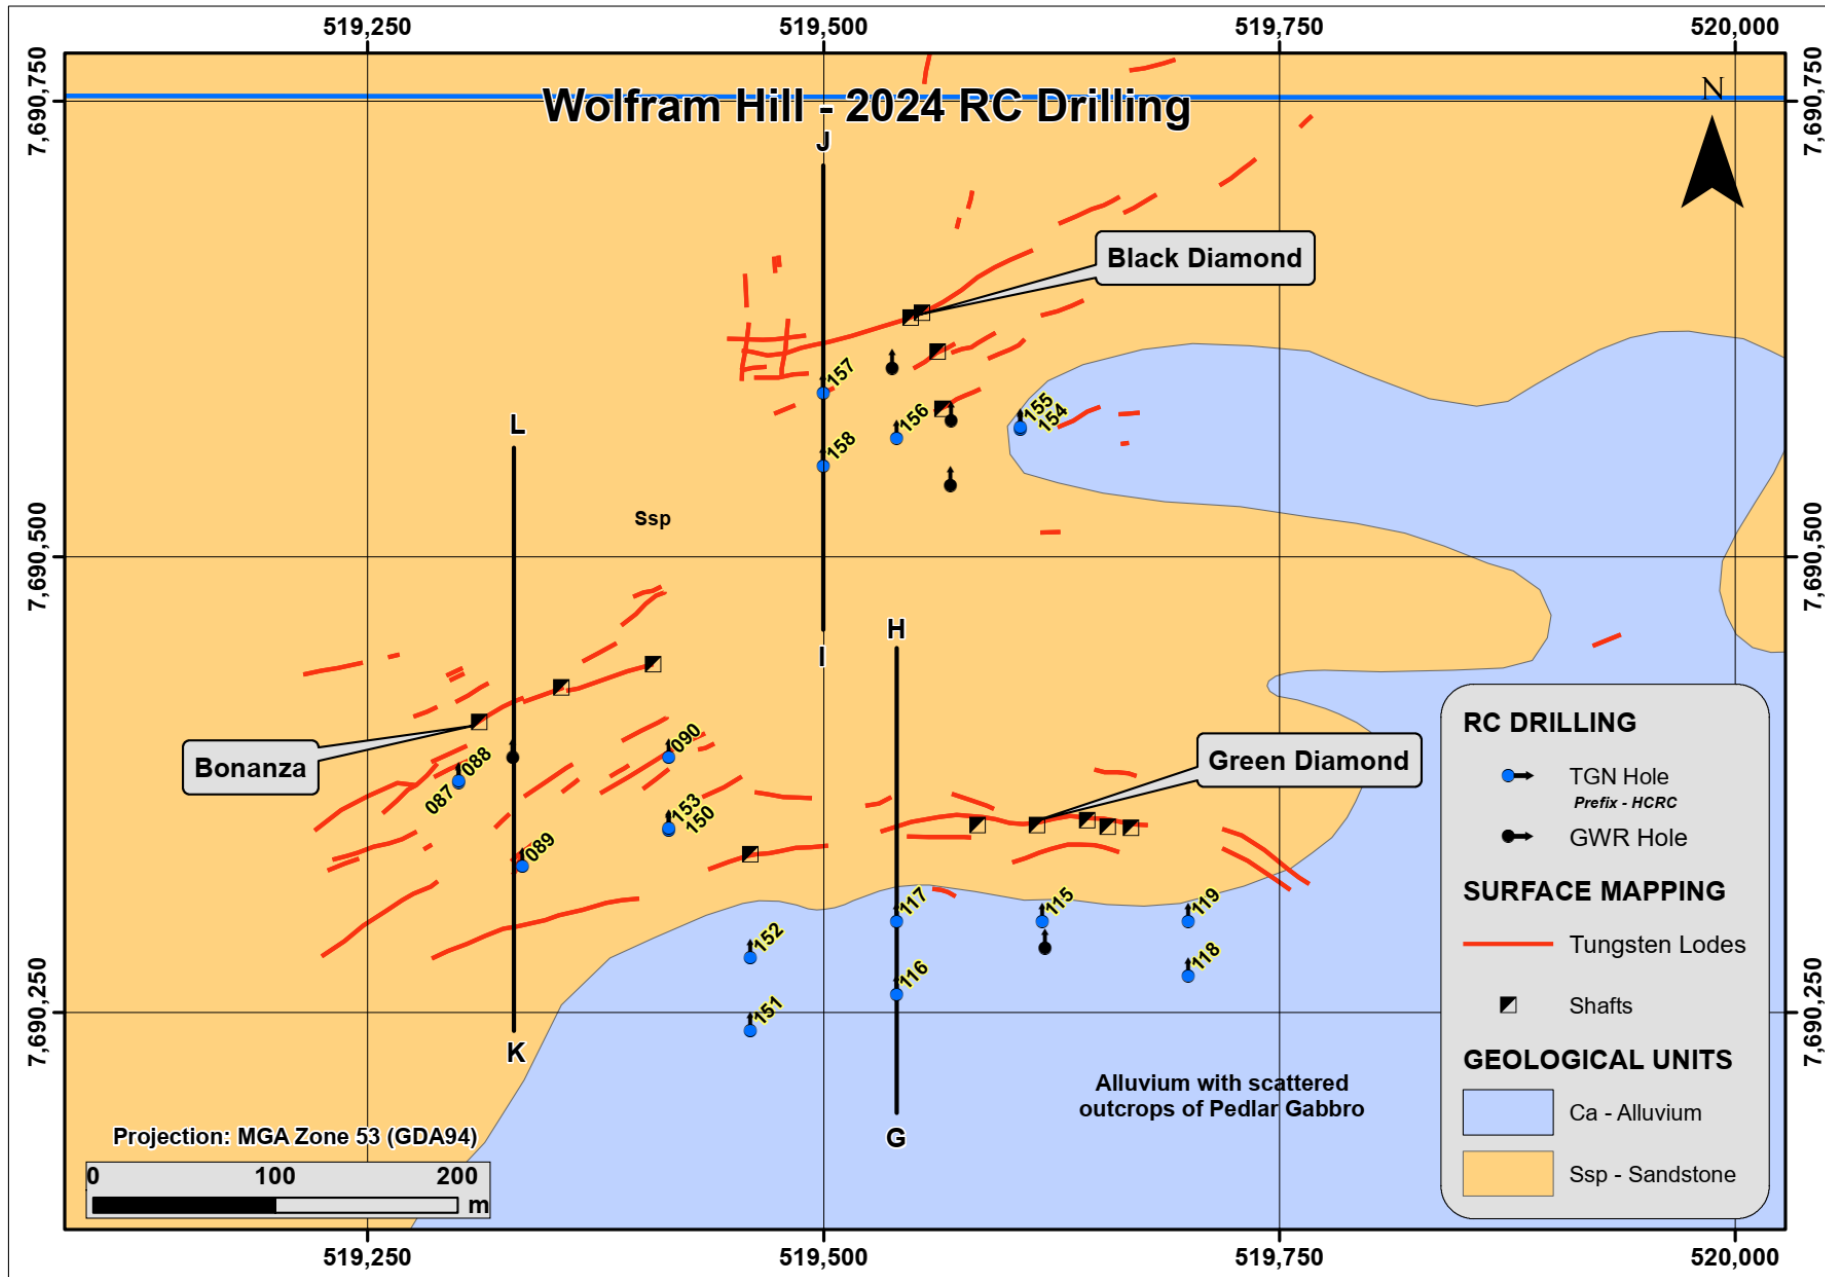 519,250 519,500 519,750 520,000
7,690,750 7,690,750
Wolfram Hill - 2024 RC Drilling
N
J
Black Diamond
157
156
155
154
158
L
Ssp
7,690,500 7,690,500
H
I
Bonanza
088
087
090
Green Diamond
153
150
089
117
115
119
152
118
116
151
7,690,250 7,690,250
K
G
Alluvium with scattered
outcrops of Pedlar Gabbro
RC DRILLING
TGN Hole
Prefix - HCRC
GWR Hole
SURFACE MAPPING
Tungsten Lodes
Shafts
GEOLOGICAL UNITS
Ca - Alluvium
Ssp - Sandstone
Projection: MGA Zone 53 (GDA94)
0 100 200
m
519,250 519,500 519,750 520,000